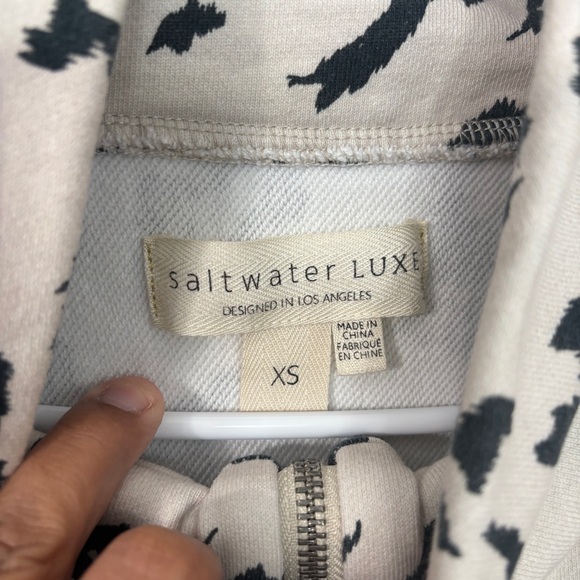 saltwater LUXE
DESIGNED IN LOS ANGELES
MADE IN
CHINA
FABRIQUÉ
EN CHINE
XS